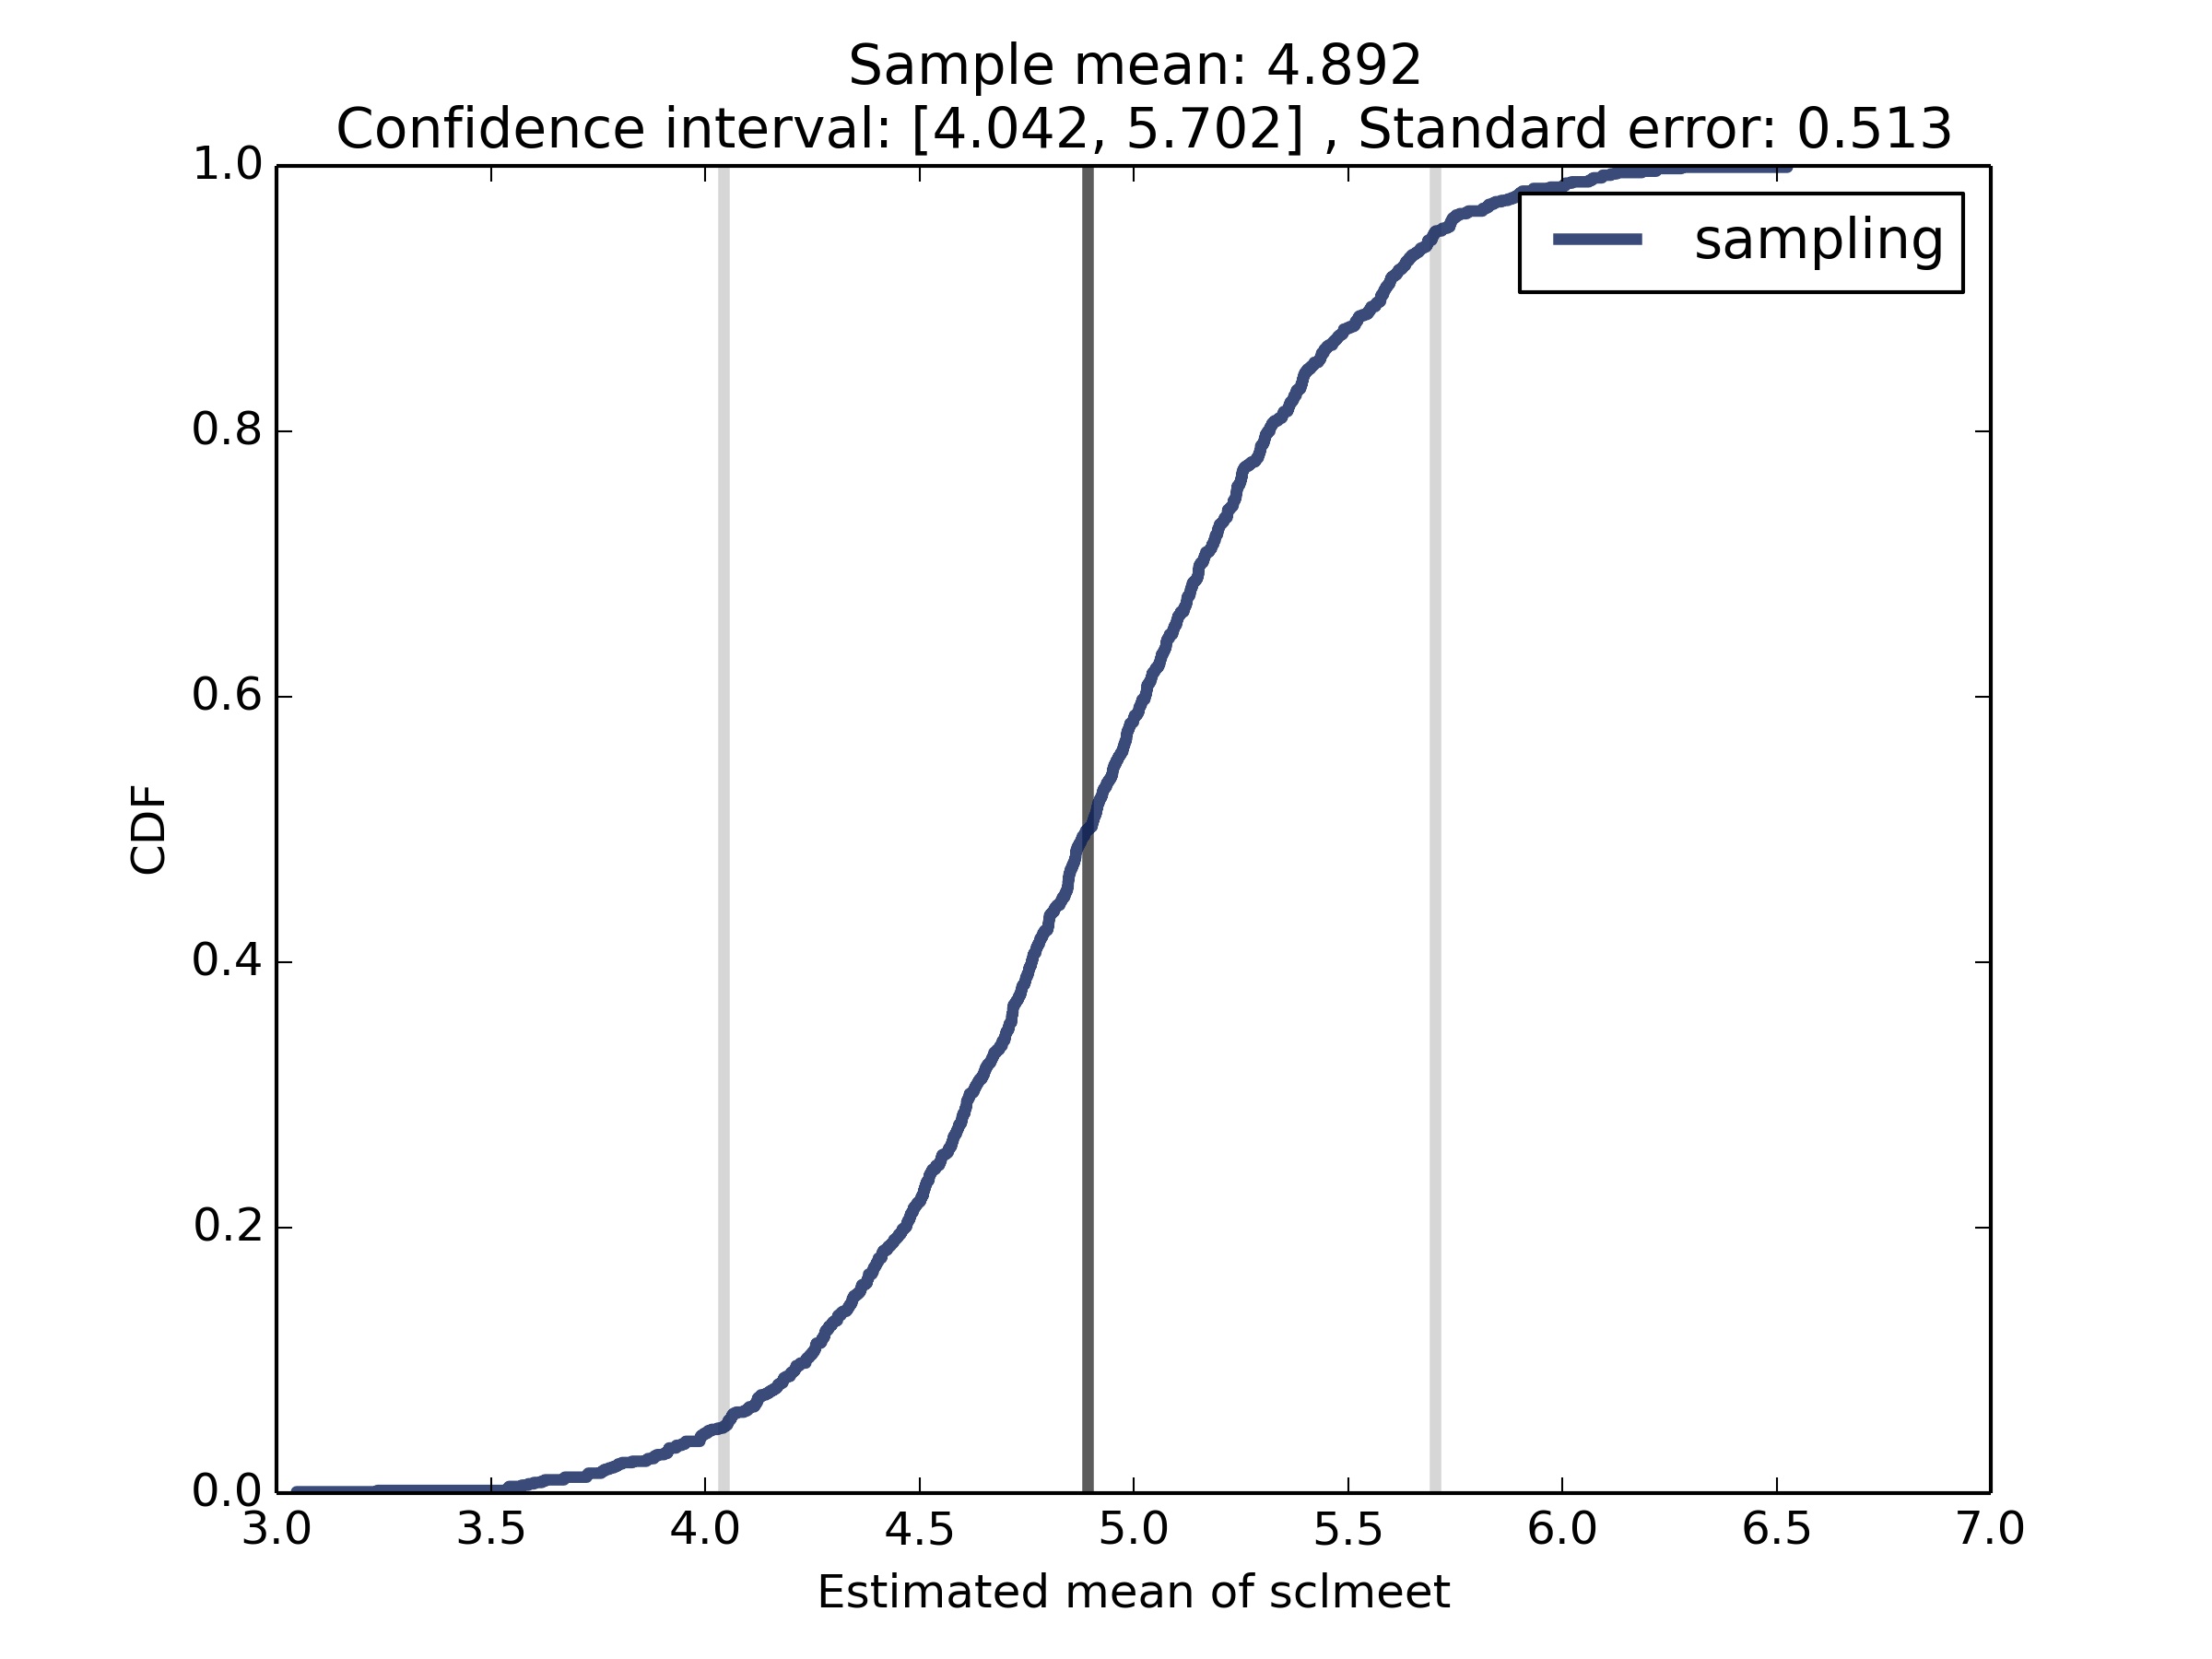 Sample mean: 4.892
Confidence interval: [4.042, 5.702] , Standard error: 0.513
1.0
sampling
0.8
0.6
CDF
0.4
0.2
0.0
3.0 3.5 4.0 4.5 5.0 5.5 6.0 6.5 7.0
Estimated mean of sclmeet